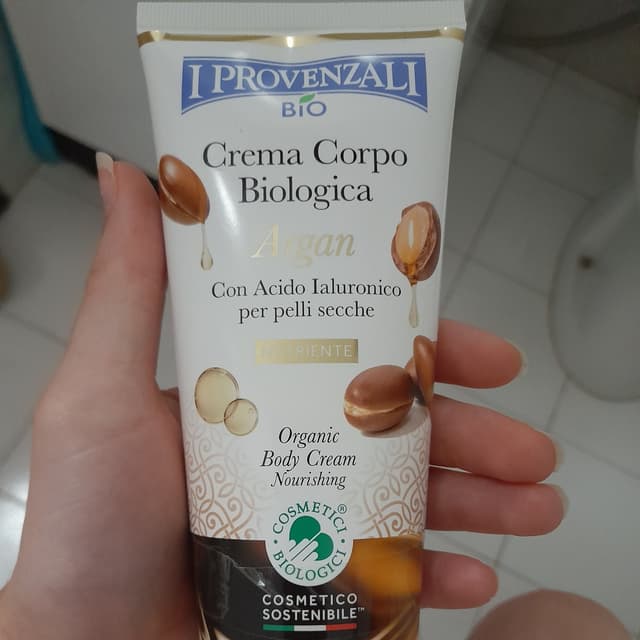 I PROVENZALI
BIO
Crema Corpo
Biologica
Argan
Con Acido Ialuronico
per pelli secche
NUTRIENTE
Organic
Body Cream
Nourishing
COSMETICI®
BIOLOGICI
COSMETICO
SOSTENIBILE™